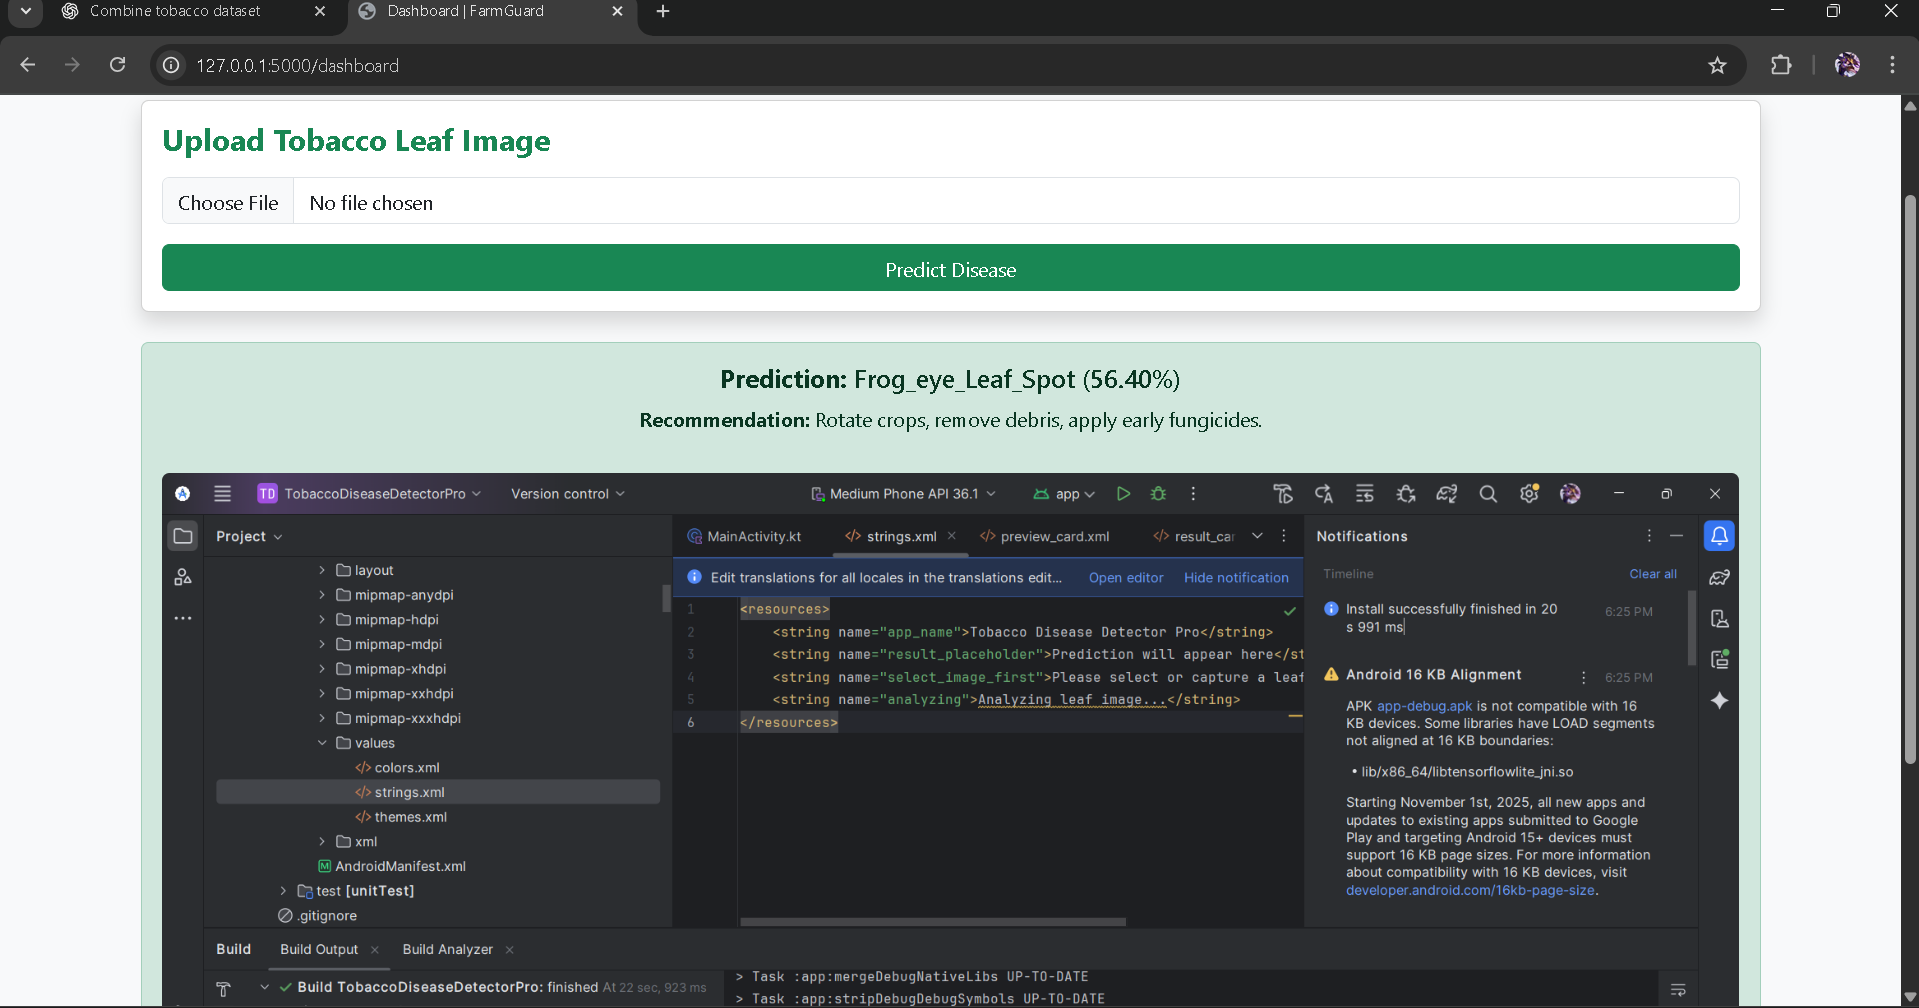 Combine tobacco dataset
Dashboard | FarmGuard
127.0.0.1:5000/dashboard
Upload Tobacco Leaf Image
Choose File No file chosen
Predict Disease
Prediction: Frog_eye_Leaf_Spot (56.40%)
Recommendation: Rotate crops, remove debris, apply early fungicides.
TD TobaccoDiseaseDetectorPro Version control Medium Phone API 36.1 app
Project
layout
mipmap-anydpi
mipmap-hdpi
mipmap-mdpi
mipmap-xhdpi
mipmap-xxhdpi
mipmap-xxxhdpi
values
colors.xml
strings.xml
themes.xml
xml
AndroidManifest.xml
test [unitTest]
.gitignore
MainActivity.kt strings.xml preview_card.xml result_car
Edit translations for all locales in the translations edit... Open editor Hide notification
1 <resources>
2 <string name="app_name">Tobacco Disease Detector Pro</string>
3 <string name="result_placeholder">Prediction will appear here</st
4 <string name="select_image_first">Please select or capture a leaf
5 <string name="analyzing">Analyzing leaf image...</string>
6 </resources>
Notifications
Timeline Clear all
Install successfully finished in 20 6:25 PM
s 991 ms
Android 16 KB Alignment 6:25 PM
APK app-debug.apk is not compatible with 16
KB devices. Some libraries have LOAD segments
not aligned at 16 KB boundaries:
• lib/x86_64/libtensorflowlite_jni.so
Starting November 1st, 2025, all new apps and
updates to existing apps submitted to Google
Play and targeting Android 15+ devices must
support 16 KB page sizes. For more information
about compatibility with 16 KB devices, visit
developer.android.com/16kb-page-size.
Build Build Output Build Analyzer
Build TobaccoDiseaseDetectorPro: finished At 22 sec, 923 ms
> Task :app:mergeDebugNativeLibs UP-TO-DATE
> Task :app:stripDebugDebugSymbols UP-TO-DATE